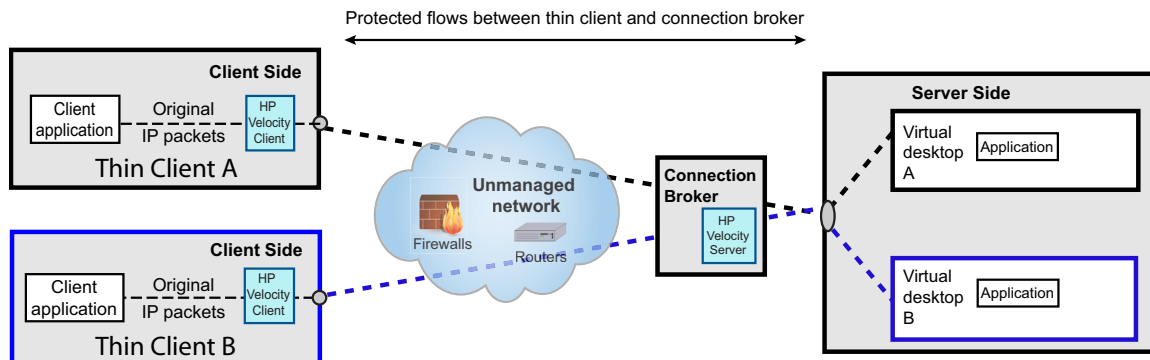 Protected flows between thin client and connection broker
Client Side
Client
application
Original
IP packets
HP
Velocity
Client
Thin Client A
Client Side
Client
application
Original
IP packets
HP
Velocity
Client
Thin Client B
Unmanaged
network
Firewalls
Routers
Connection
Broker
HP
Velocity
Server
Server Side
Virtual
desktop
A
Application
Virtual
desktop
B
Application